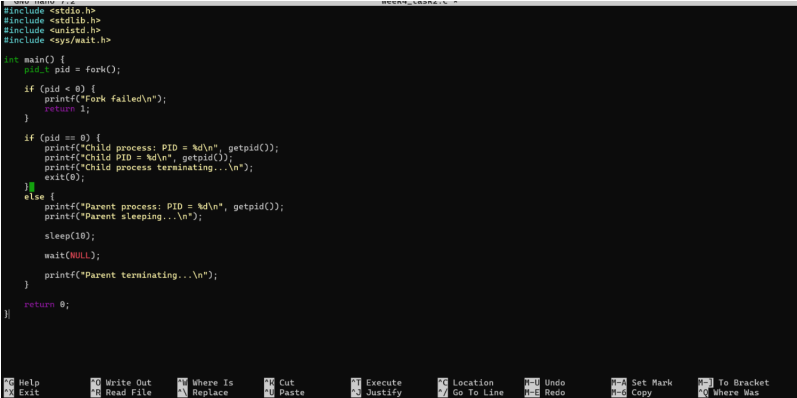 GNU nano 7.2 week4_task2.c *
#include <stdio.h>
#include <stdlib.h>
#include <unistd.h>
#include <sys/wait.h>
int main() {
    pid_t pid = fork();
    if (pid < 0) {
        printf("Fork failed\n");
        return 1;
    }
    if (pid == 0) {
        printf("Child process: PID = %d\n", getpid());
        printf("Child PID = %d\n", getpid());
        printf("Child process terminating...\n");
        exit(0);
    }
    else {
        printf("Parent process: PID = %d\n", getpid());
        printf("Parent sleeping...\n");
        sleep(10);
        wait(NULL);
        printf("Parent terminating...\n");
    }
    return 0;
}
^G Help ^O Write Out ^W Where Is ^K Cut ^T Execute ^C Location M-U Undo M-A Set Mark M-] To Bracket
^X Exit ^R Read File ^\ Replace ^U Paste ^J Justify ^/ Go To Line M-E Redo M-6 Copy ^Q Where Was